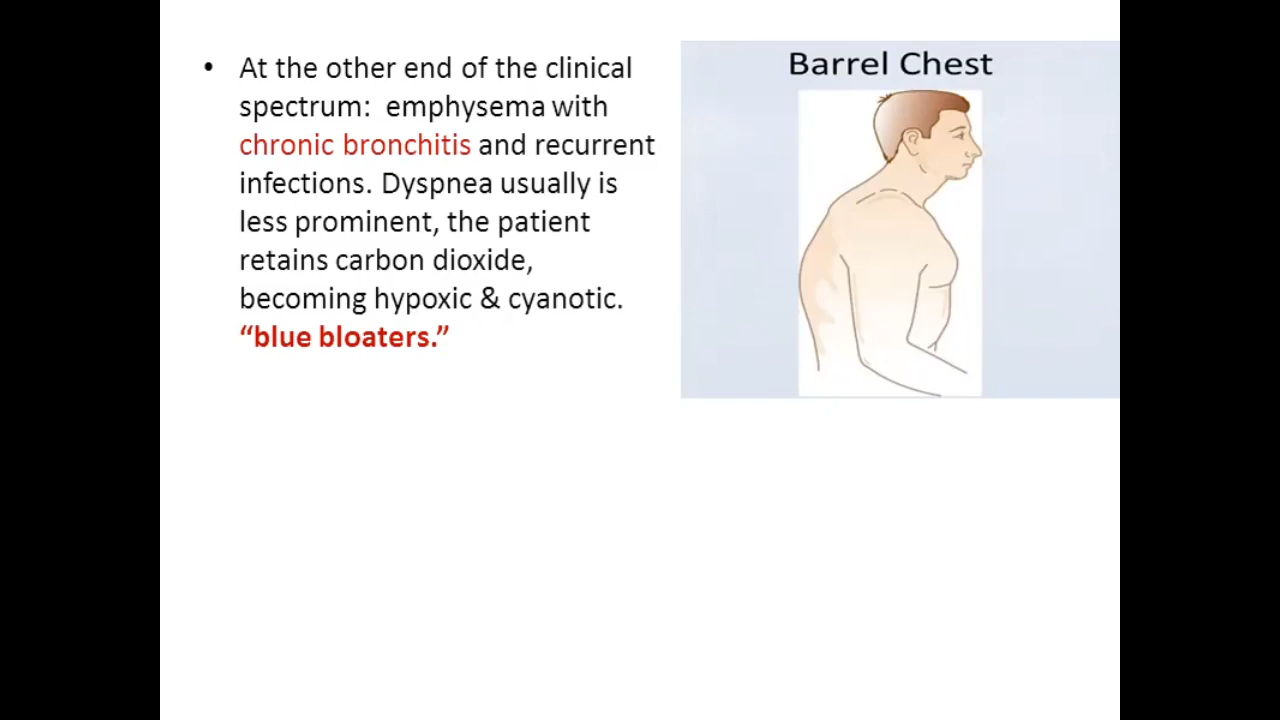 • At the other end of the clinical
spectrum:  emphysema with
chronic bronchitis and recurrent
infections. Dyspnea usually is
less prominent, the patient
retains carbon dioxide,
becoming hypoxic & cyanotic.
“blue bloaters.”
Barrel Chest